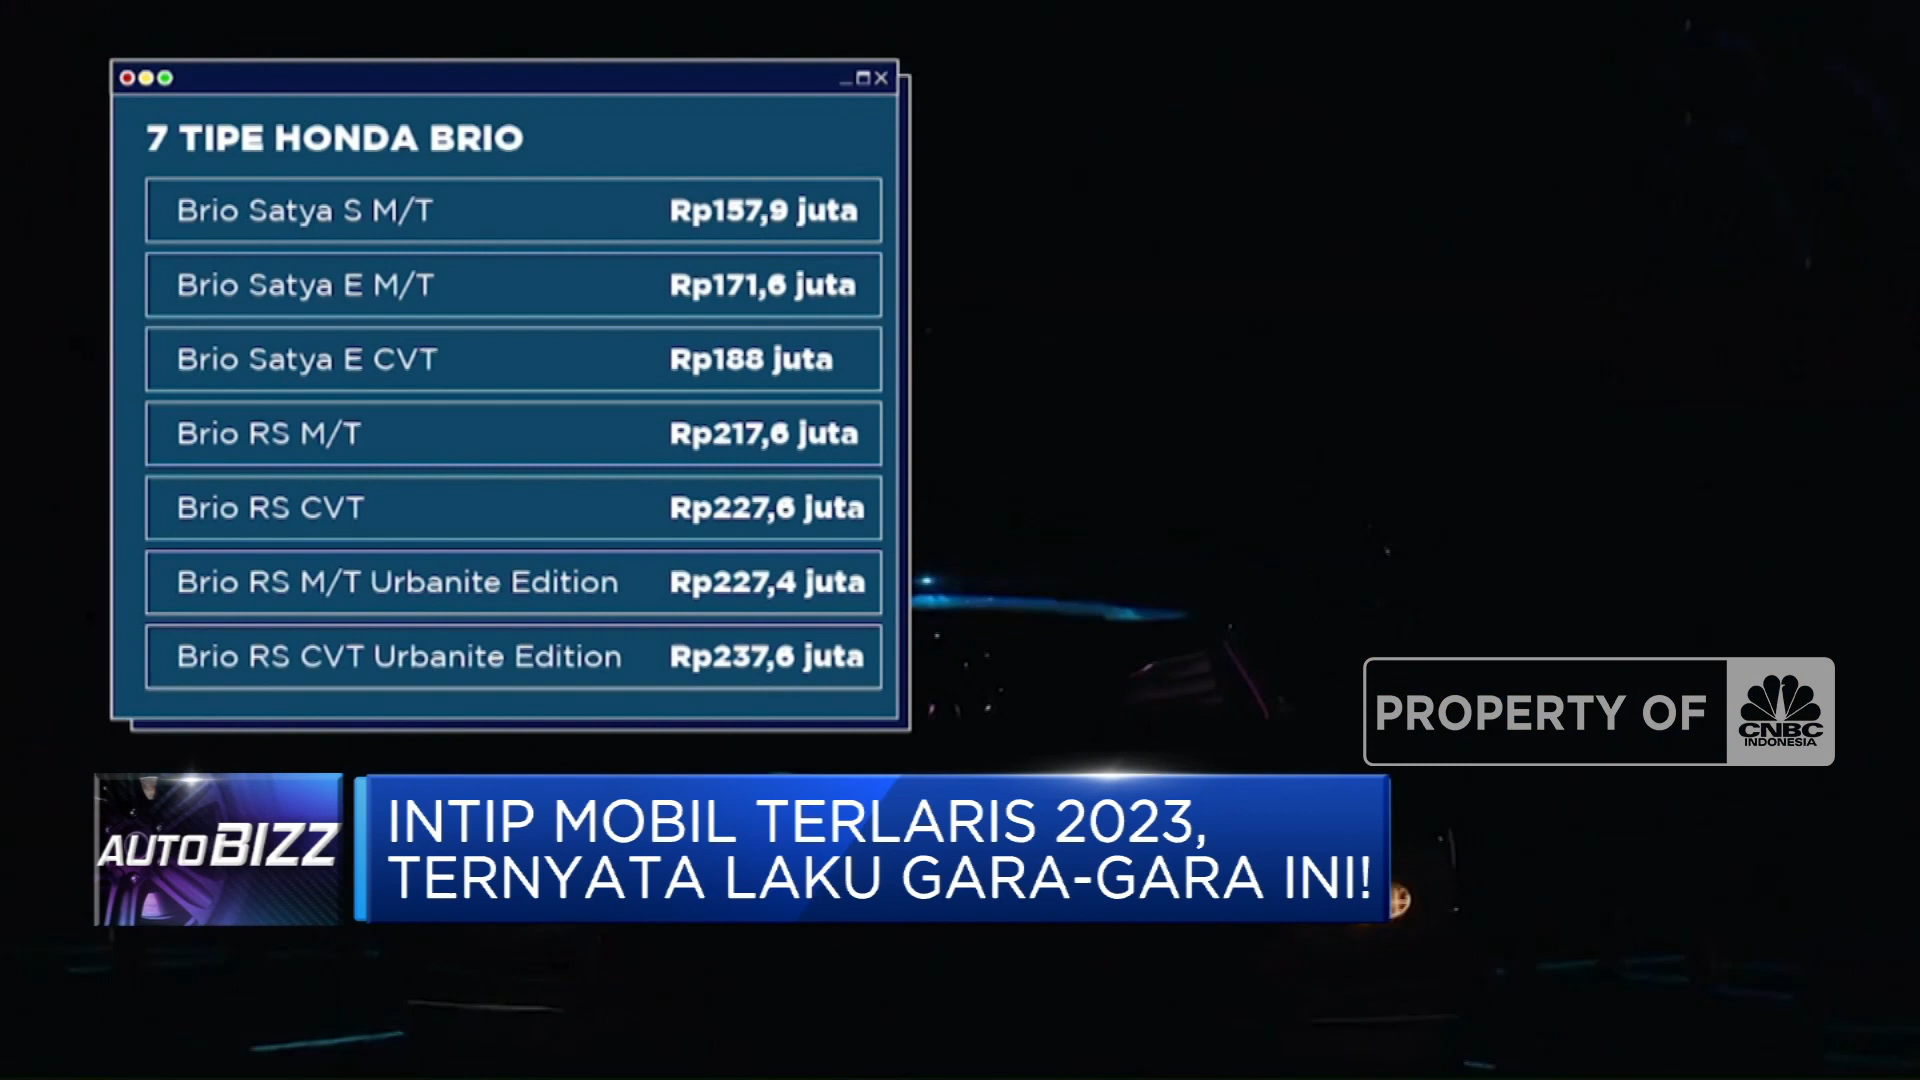 7 TIPE HONDA BRIO
Brio Satya S M/T Rp157,9 juta
Brio Satya E M/T Rp171,6 juta
Brio Satya E CVT Rp188 juta
Brio RS M/T Rp217,6 juta
Brio RS CVT Rp227,6 juta
Brio RS M/T Urbanite Edition Rp227,4 juta
Brio RS CVT Urbanite Edition Rp237,6 juta
PROPERTY OF CNBC INDONESIA
AUTOBIZZ
INTIP MOBIL TERLARIS 2023,
TERNYATA LAKU GARA-GARA INI!